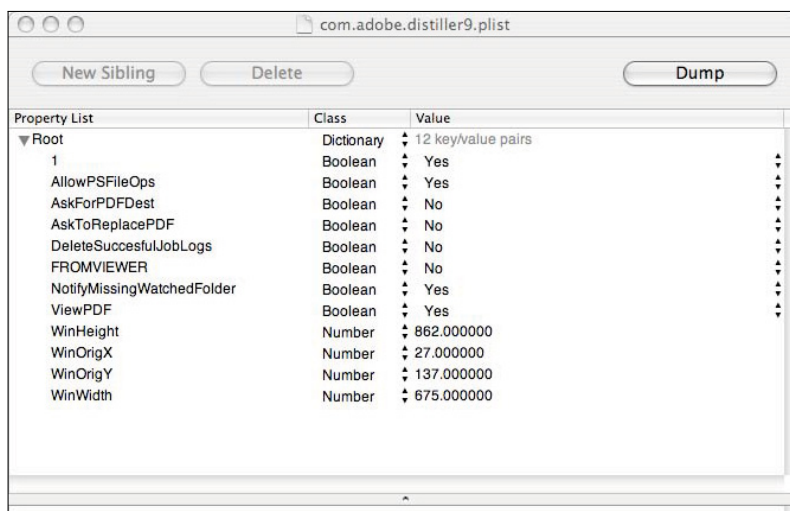 com.adobe.distiller9.plist
New Sibling Delete Dump
Property List Class Value
Root Dictionary 12 key/value pairs
1 Boolean Yes
AllowPSFileOps Boolean Yes
AskForPDFDest Boolean No
AskToReplacePDF Boolean No
DeleteSuccesfulJobLogs Boolean No
FROMVIEWER Boolean No
NotifyMissingWatchedFolder Boolean Yes
ViewPDF Boolean Yes
WinHeight Number 862.000000
WinOrigX Number 27.000000
WinOrigY Number 137.000000
WinWidth Number 675.000000